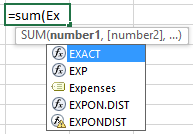 =sum(Ex
SUM(number1, [number2], ...)
EXACT
EXP
Expenses
EXPON.DIST
EXPONDIST